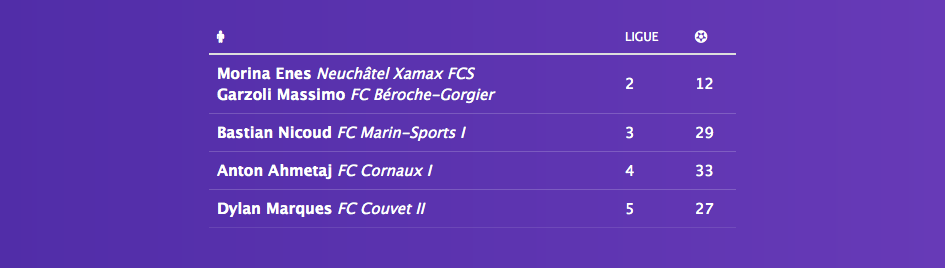 LIGUE
Morina Enes Neuchâtel Xamax FCS
Garzoli Massimo FC Béroche-Gorgier
2 12
Bastian Nicoud FC Marin-Sports I 3 29
Anton Ahmetaj FC Cornaux I 4 33
Dylan Marques FC Couvet II 5 27